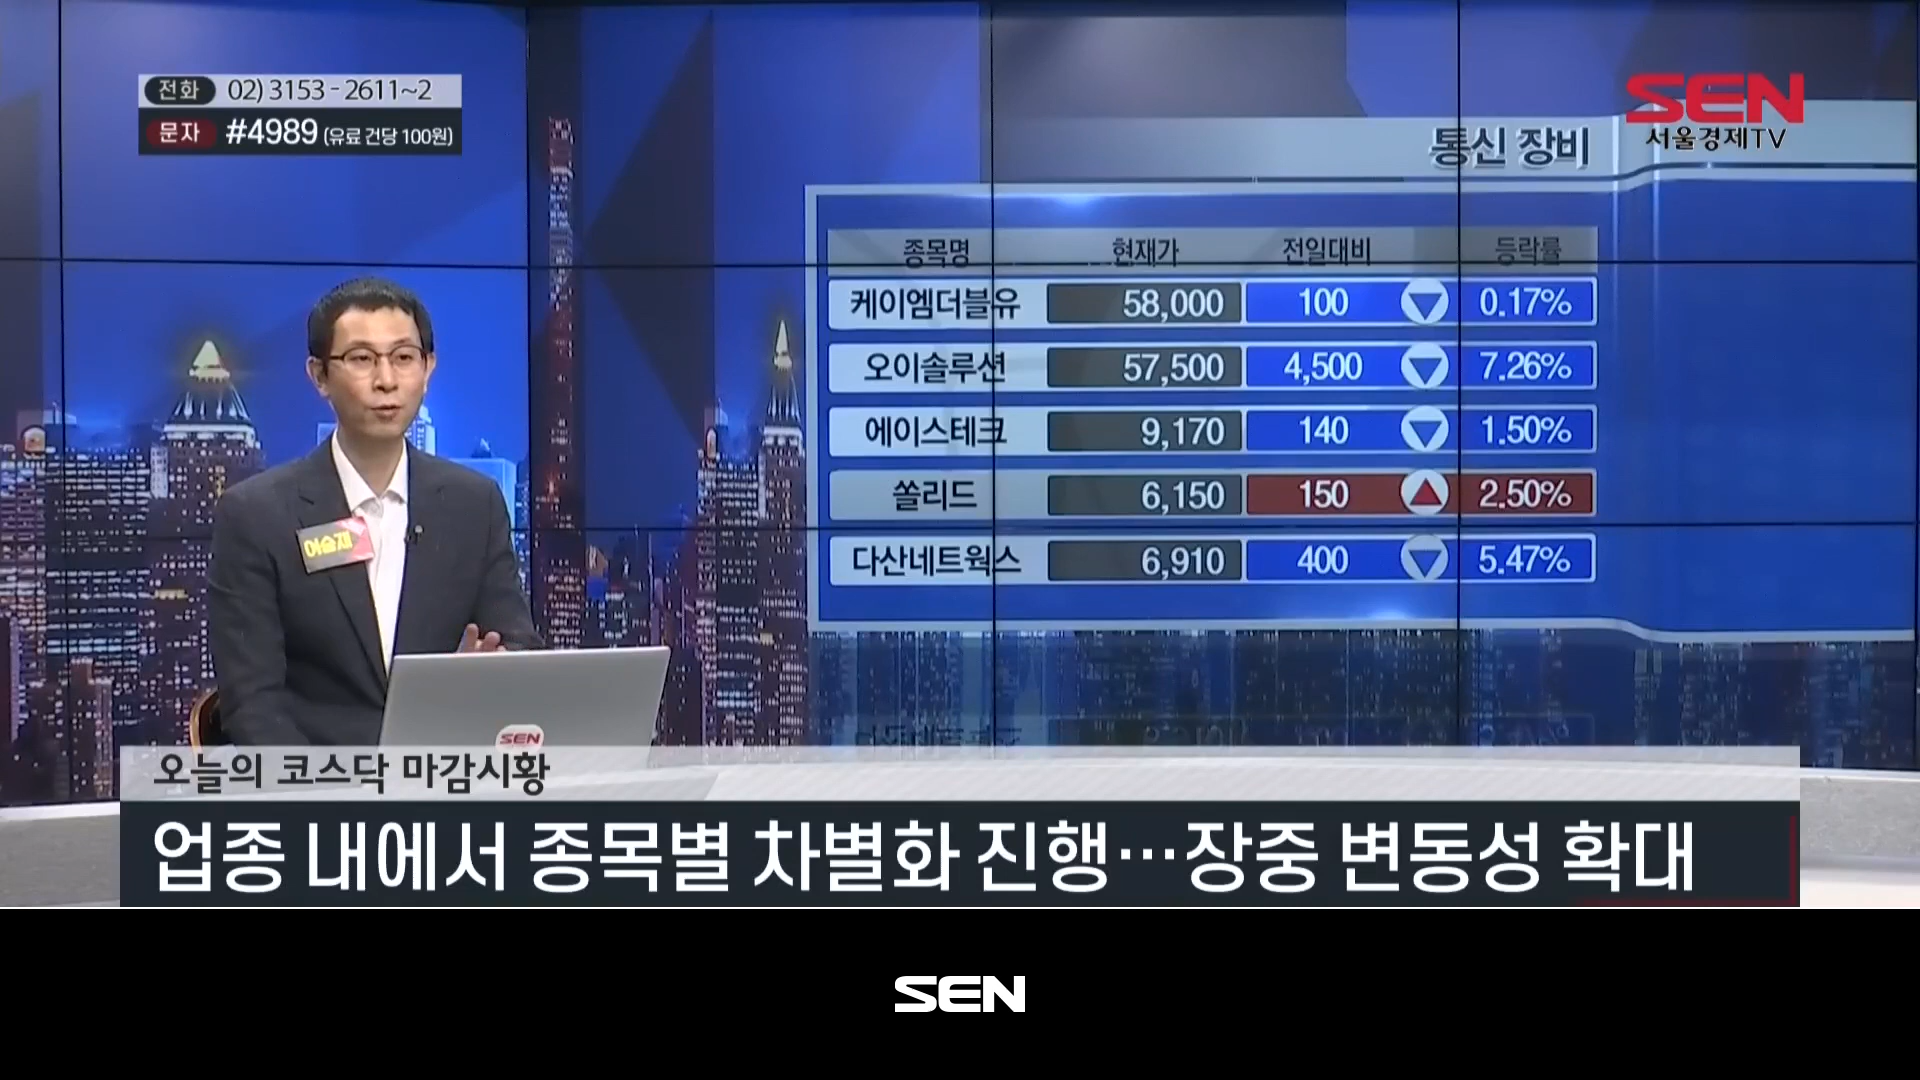 전화 02) 3153-2611~2
문자 #4989 (유료 건당 100원)
SEN
서울경제TV
통신 장비
종목명 현재가 전일대비 등락률
케이엠더블유 58,000 100 ▼ 0.17%
오이솔루션 57,500 4,500 ▼ 7.26%
에이스테크 9,170 140 ▼ 1.50%
쏠리드 6,150 150 ▲ 2.50%
다산네트웍스 6,910 400 ▼ 5.47%
SEN
오늘의 코스닥 마감시황
업종 내에서 종목별 차별화 진행…장중 변동성 확대
SEN